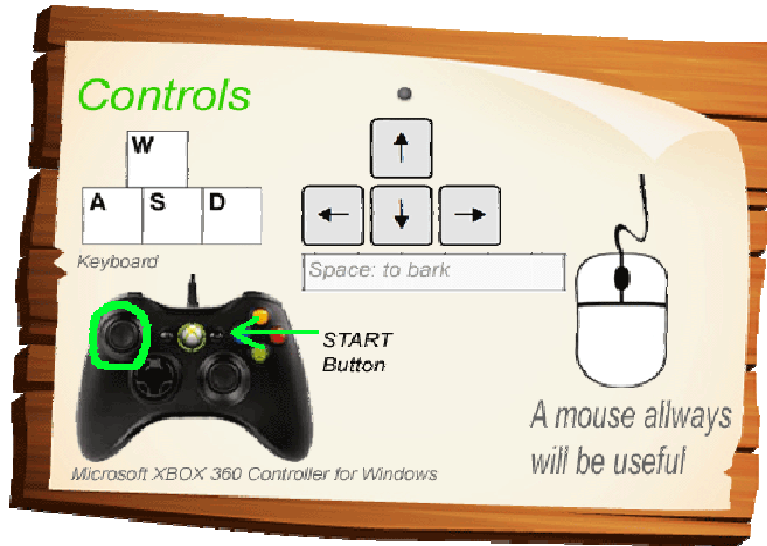 Controls
W
A S D
Keyboard
Space: to bark
START
Button
A mouse allways
will be useful
Microsoft XBOX 360 Controller for Windows